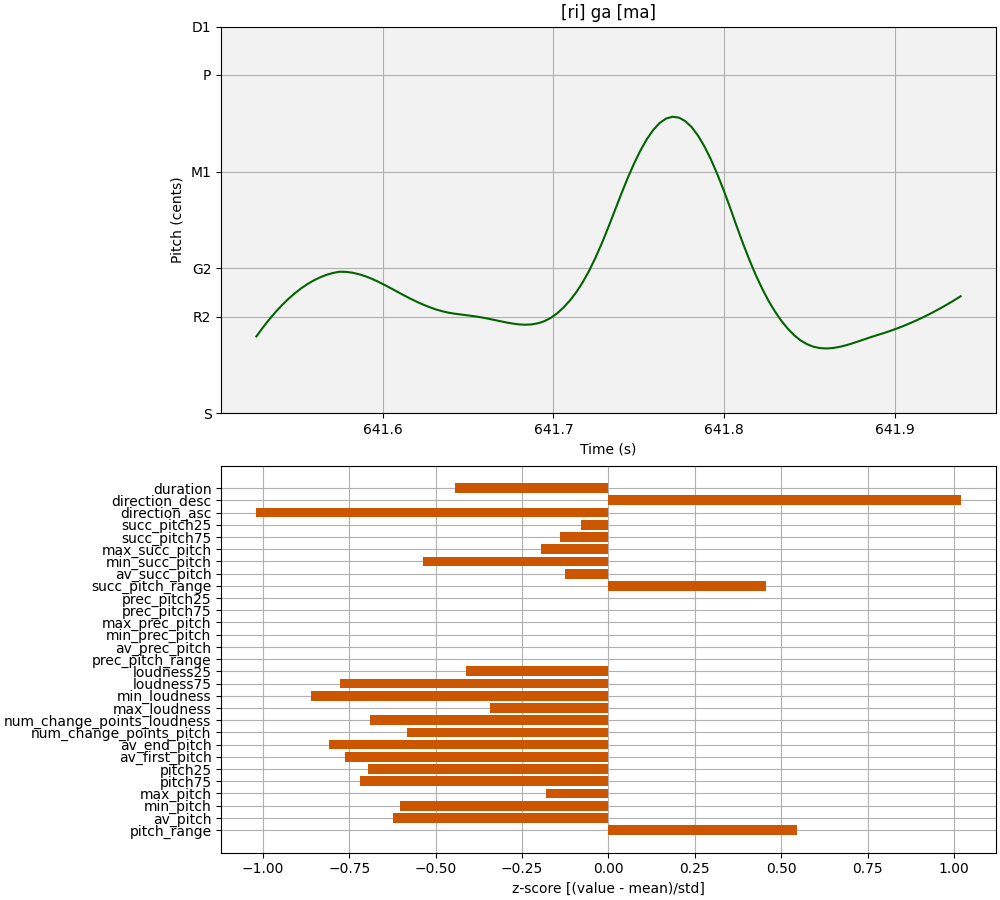 [ri] ga [ma]
D1
P
M1
G2
R2
S
Pitch (cents)
641.6 641.7 641.8 641.9
Time (s)
duration
direction_desc
direction_asc
succ_pitch25
succ_pitch75
max_succ_pitch
min_succ_pitch
av_succ_pitch
succ_pitch_range
prec_pitch25
prec_pitch75
max_prec_pitch
min_prec_pitch
av_prec_pitch
prec_pitch_range
loudness25
loudness75
min_loudness
max_loudness
num_change_points_loudness
num_change_points_pitch
av_end_pitch
av_first_pitch
pitch25
pitch75
max_pitch
min_pitch
av_pitch
pitch_range
−1.00 −0.75 −0.50 −0.25 0.00 0.25 0.50 0.75 1.00
z-score [(value - mean)/std]